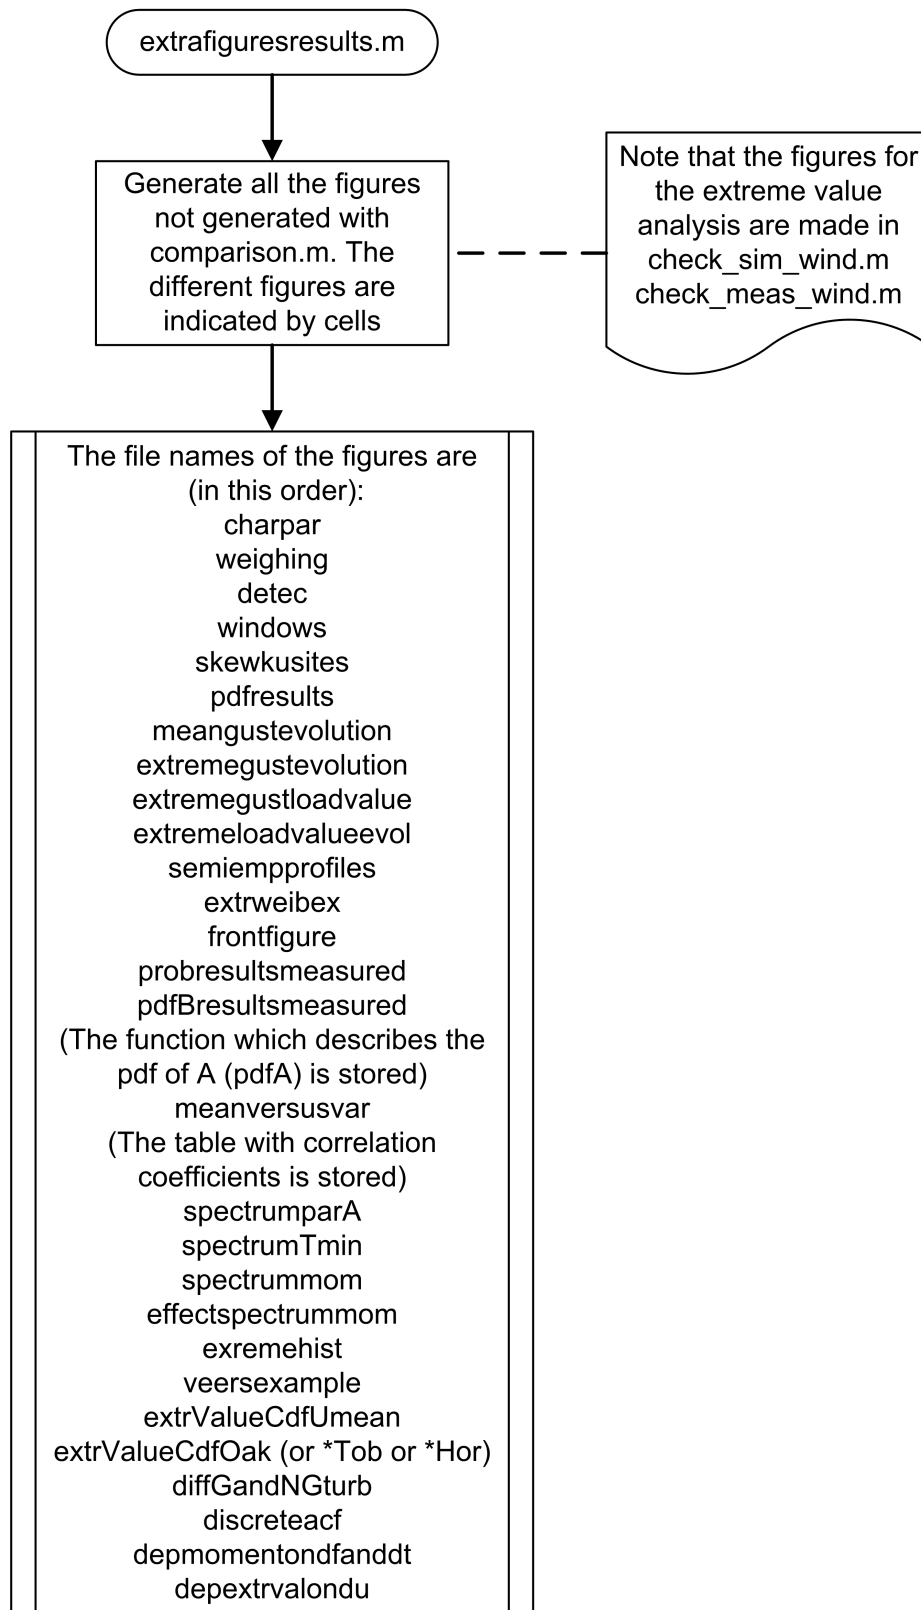 extrafiguresresults.m
Generate all the figures
not generated with
comparison.m. The
different figures are
indicated by cells
Note that the figures for
the extreme value
analysis are made in
check_sim_wind.m
check_meas_wind.m
The file names of the figures are
(in this order):
charpar
weighing
detec
windows
skewkusites
pdfresults
meangustevolution
extremegustevolution
extremegustloadvalue
extremeloadvalueevol
semiempprofiles
extrweibex
frontfigure
probresultsmeasured
pdfBresultsmeasured
(The function which describes the
pdf of A (pdfA) is stored)
meanversusvar
(The table with correlation
coefficients is stored)
spectrumparA
spectrumTmin
spectrummom
effectspectrummom
exremehist
veersexample
extrValueCdfUmean
extrValueCdfOak (or *Tob or *Hor)
diffGandNGturb
discreteacf
depmomentondfanddt
depextrvalondu